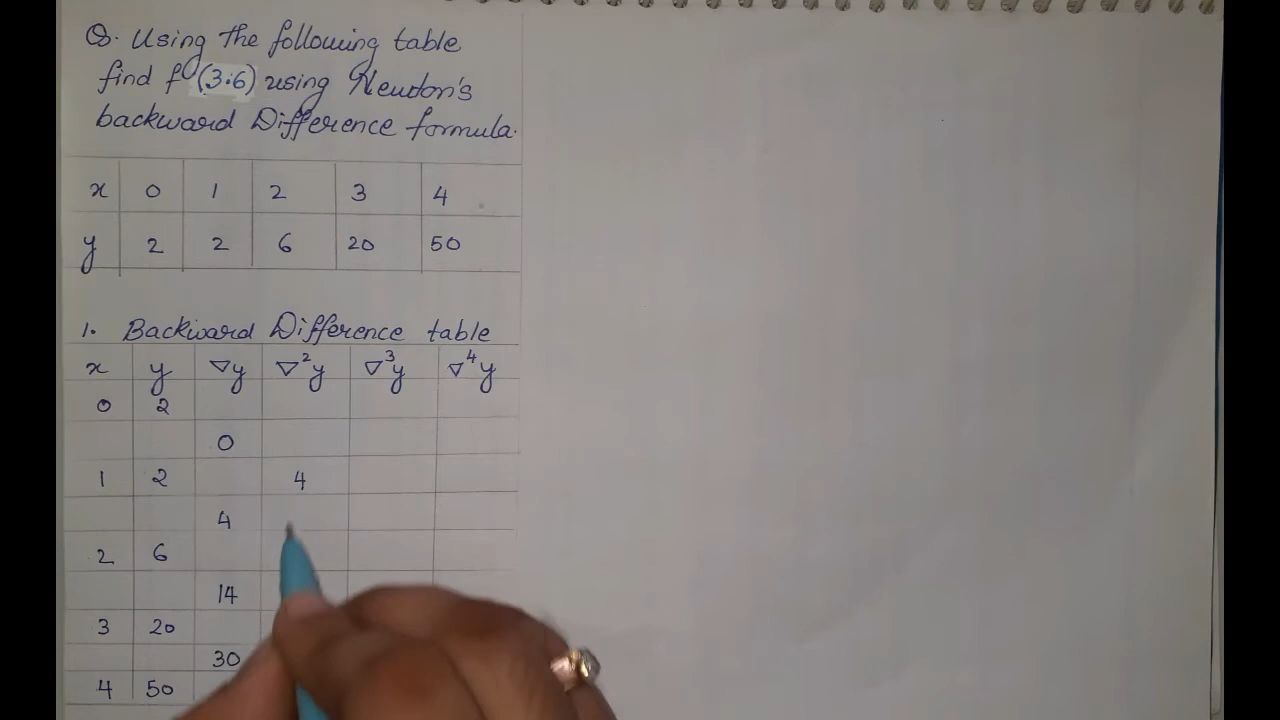 Q. Using the following table
find f (3.6) using Newton's
backward Difference formula.
x 0 1 2 3 4
y 2 2 6 20 50
1. Backward Difference table
x y ∇y ∇²y ∇³y ∇⁴y
0 2
0
1 2 4
4
2 6
14
3 20
30
4 50